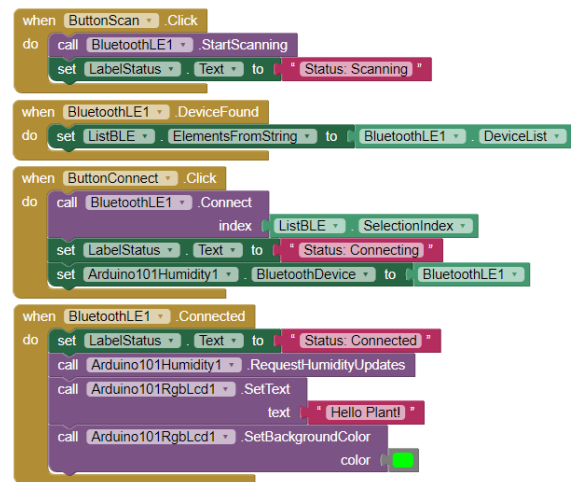 when ButtonScan .Click
do call BluetoothLE1 .StartScanning
set LabelStatus . Text to " Status: Scanning "
when BluetoothLE1 .DeviceFound
do set ListBLE . ElementsFromString to BluetoothLE1 . DeviceList
when ButtonConnect .Click
do call BluetoothLE1 .Connect
index ListBLE . SelectionIndex
set LabelStatus . Text to " Status: Connecting "
set Arduino101Humidity1 . BluetoothDevice to BluetoothLE1
when BluetoothLE1 .Connected
do set LabelStatus . Text to " Status: Connected "
call Arduino101Humidity1 .RequestHumidityUpdates
call Arduino101RgbLcd1 .SetText
text " Hello Plant! "
call Arduino101RgbLcd1 .SetBackgroundColor
color